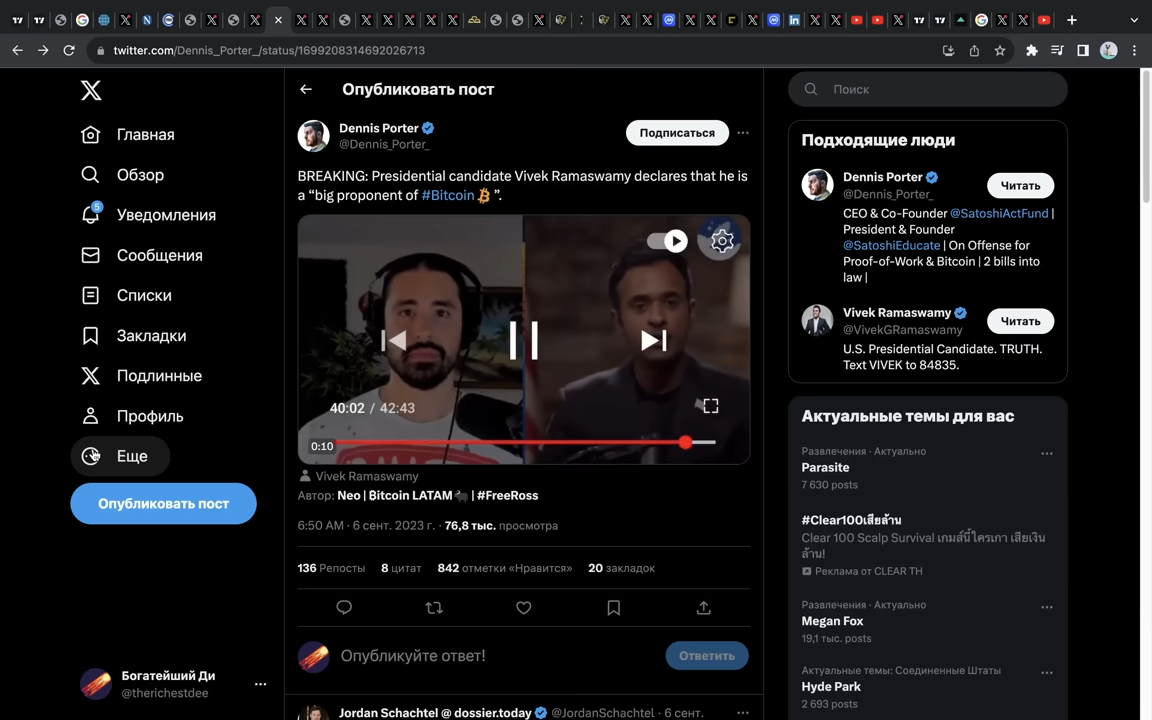 twitter.com/Dennis_Porter_/status/1699208314692026713
Главная
Обзор
5
Уведомления
Сообщения
Списки
Закладки
Подлинные
Профиль
Еще
Опубликовать пост
Богатейший Ди
@therichestdee
Опубликовать пост
Dennis Porter
@Dennis_Porter_
Подписаться
BREAKING: Presidential candidate Vivek Ramaswamy declares that he is
a “big proponent of #Bitcoin ”.
40:02 / 42:43
0:10
Vivek Ramaswamy
Автор: Neo | ₿itcoin LATAM | #FreeRoss
6:50 AM · 6 сент. 2023 г. · 76,8 тыс. просмотра
136 Репосты 8 цитат 842 отметки «Нравится» 20 закладок
Опубликуйте ответ!
Ответить
Jordan Schachtel @ dossier.today @JordanSchachtel · 6 сент.
Поиск
Подходящие люди
Dennis Porter
@Dennis_Porter_
Читать
CEO & Co-Founder @SatoshiActFund |
President & Founder
@SatoshiEducate | On Offense for
Proof-of-Work & Bitcoin | 2 bills into
law |
Vivek Ramaswamy
@VivekGRamaswamy
Читать
U.S. Presidential Candidate. TRUTH.
Text VIVEK to 84835.
Актуальные темы для вас
Развлечения · Актуально
Parasite
7 630 posts
#Clear100เสียล้าน
Clear 100 Scalp Survival เกมส์นี้ใครเกา เสียเงิน
ล้าน!
Реклама от CLEAR TH
Развлечения · Актуально
Megan Fox
19,1 тыс. posts
Актуальные темы: Соединенные Штаты
Hyde Park
2 693 posts